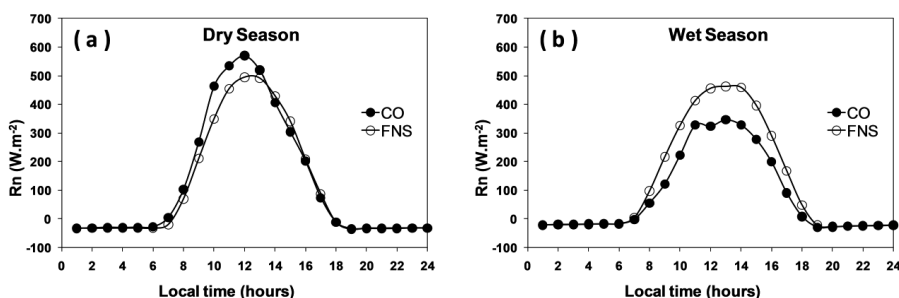 ( a )
Dry Season
700
600
500
400
300
200
100
0
-100
Rn (W.m-2)
CO
FNS
0 2 4 6 8 10 12 14 16 18 20 22 24
Local time (hours)
( b )
Wet Season
700
600
500
400
300
200
100
0
-100
Rn (W.m-2)
CO
FNS
0 2 4 6 8 10 12 14 16 18 20 22 24
Local time (hours)